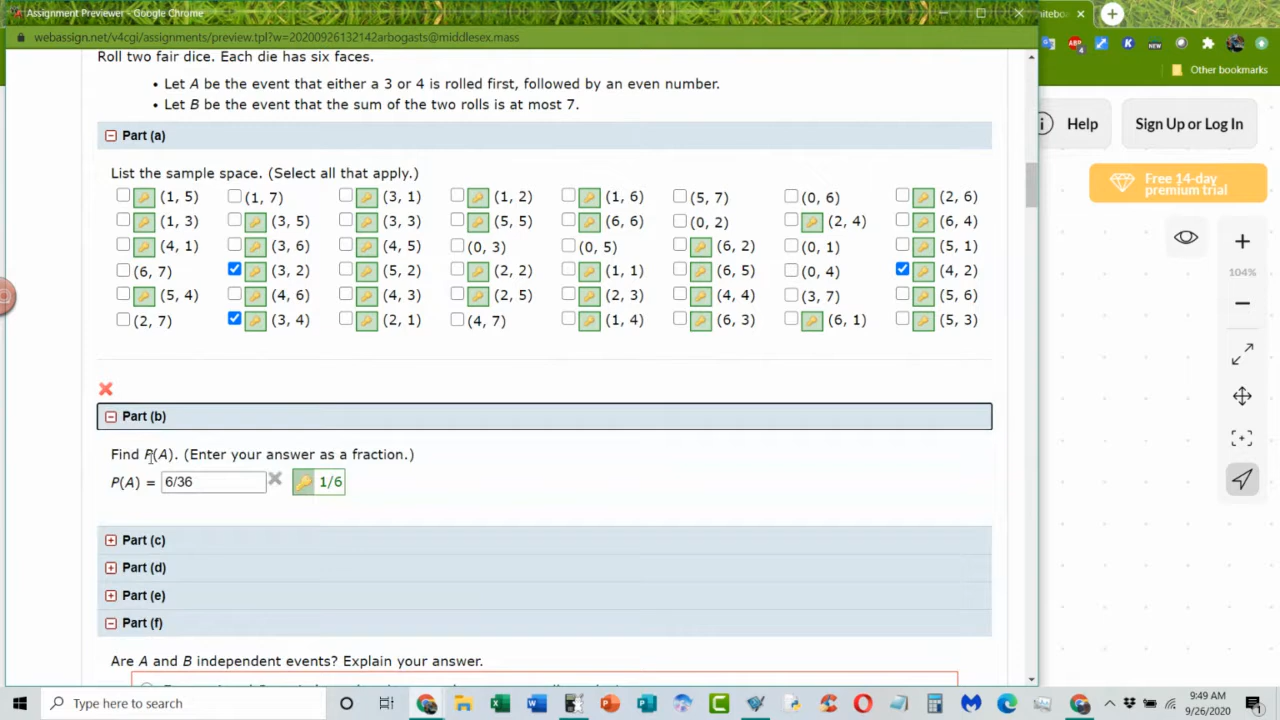 Assignment Previewer - Google Chrome
webassign.net/v4cgi/assignments/preview.tpl?w=20200926132142arbogasts@middlesex.mass
Other bookmarks
Roll two fair dice. Each die has six faces.
• Let A be the event that either a 3 or 4 is rolled first, followed by an even number.
• Let B be the event that the sum of the two rolls is at most 7.
Help
Sign Up or Log In
Free 14-day
premium trial
104%
Part (a)
List the sample space. (Select all that apply.)
(1, 5) (1, 7) (3, 1) (1, 2) (1, 6) (5, 7) (0, 6) (2, 6)
(1, 3) (3, 5) (3, 3) (5, 5) (6, 6) (0, 2) (2, 4) (6, 4)
(4, 1) (3, 6) (4, 5) (0, 3) (0, 5) (6, 2) (0, 1) (5, 1)
(6, 7) (3, 2) (5, 2) (2, 2) (1, 1) (6, 5) (0, 4) (4, 2)
(5, 4) (4, 6) (4, 3) (2, 5) (2, 3) (4, 4) (3, 7) (5, 6)
(2, 7) (3, 4) (2, 1) (4, 7) (1, 4) (6, 3) (6, 1) (5, 3)
Part (b)
Find P(A). (Enter your answer as a fraction.)
P(A) = 6/36 1/6
Part (c)
Part (d)
Part (e)
Part (f)
Are A and B independent events? Explain your answer.
Type here to search
9:49 AM
9/26/2020